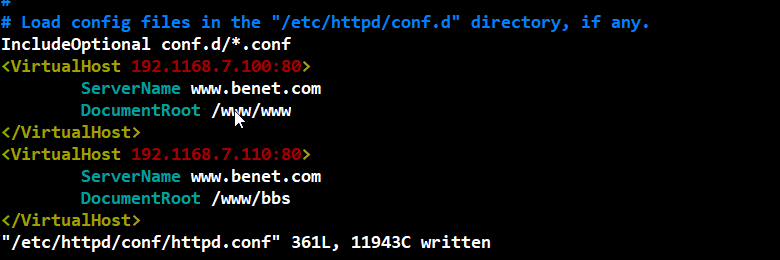 #
# Load config files in the "/etc/httpd/conf.d" directory, if any.
IncludeOptional conf.d/*.conf
<VirtualHost 192.1168.7.100:80>
ServerName www.benet.com
DocumentRoot /www/www
</VirtualHost>
<VirtualHost 192.1168.7.110:80>
ServerName www.benet.com
DocumentRoot /www/bbs
</VirtualHost>
"/etc/httpd/conf/httpd.conf" 361L, 11943C written